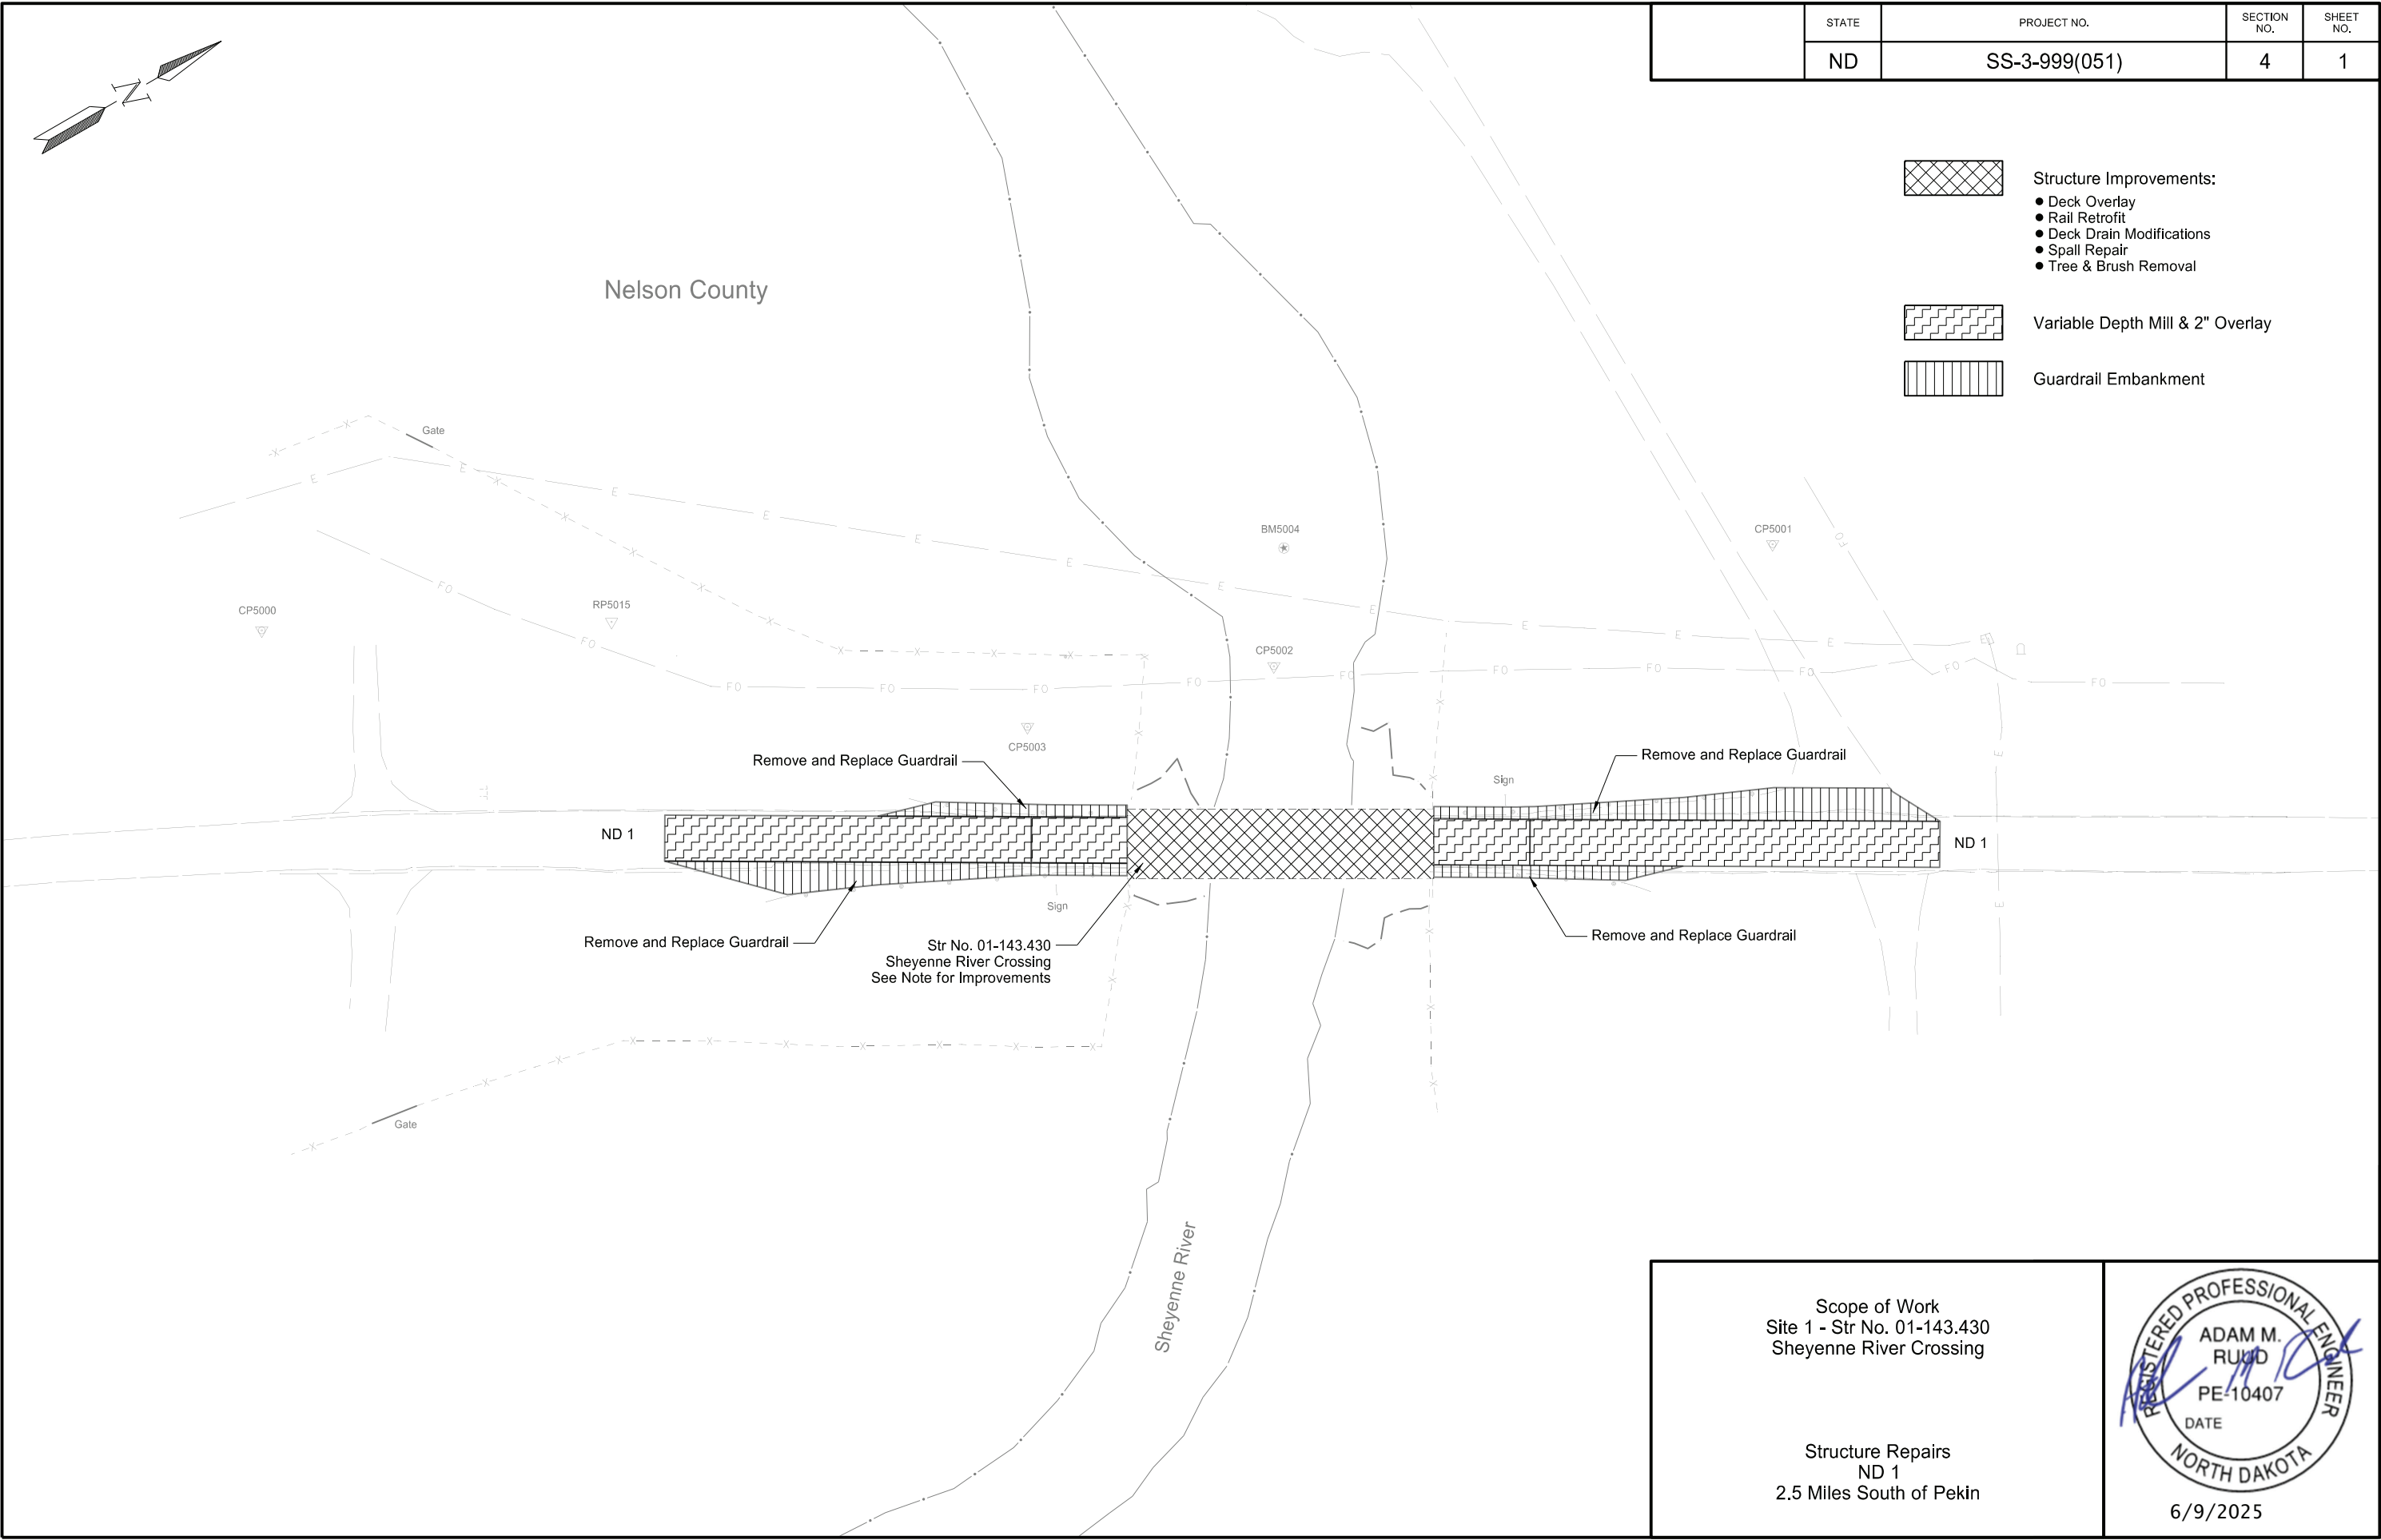 STATE
PROJECT NO.
SECTION NO.
SHEET NO.
ND
SS-3-999(051)
4
1
N
Structure Improvements:
● Deck Overlay
● Rail Retrofit
● Deck Drain Modifications
● Spall Repair
● Tree & Brush Removal
Variable Depth Mill & 2" Overlay
Guardrail Embankment
Nelson County
Gate
BM5004
CP5001
CP5000
RP5015
CP5002
CP5003
Remove and Replace Guardrail
Remove and Replace Guardrail
Sign
ND 1
ND 1
Sign
Remove and Replace Guardrail
Remove and Replace Guardrail
Str No. 01-143.430
Sheyenne River Crossing
See Note for Improvements
Gate
Sheyenne River
Scope of Work
Site 1 - Str No. 01-143.430
Sheyenne River Crossing
Structure Repairs
ND 1
2.5 Miles South of Pekin
REGISTERED PROFESSIONAL ENGINEER
ADAM M.
RUUD
PE-10407
DATE
NORTH DAKOTA
6/9/2025